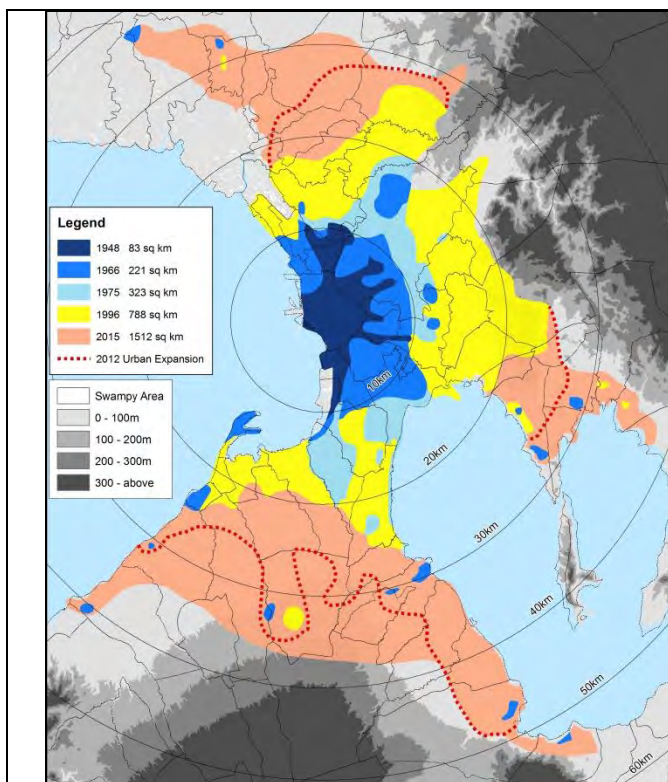 Legend
1948 83 sq km
1966 221 sq km
1975 323 sq km
1996 788 sq km
2015 1512 sq km
2012 Urban Expansion
Swampy Area
0 - 100m
100 - 200m
200 - 300m
300 - above
10km
20km
30km
40km
50km
60km